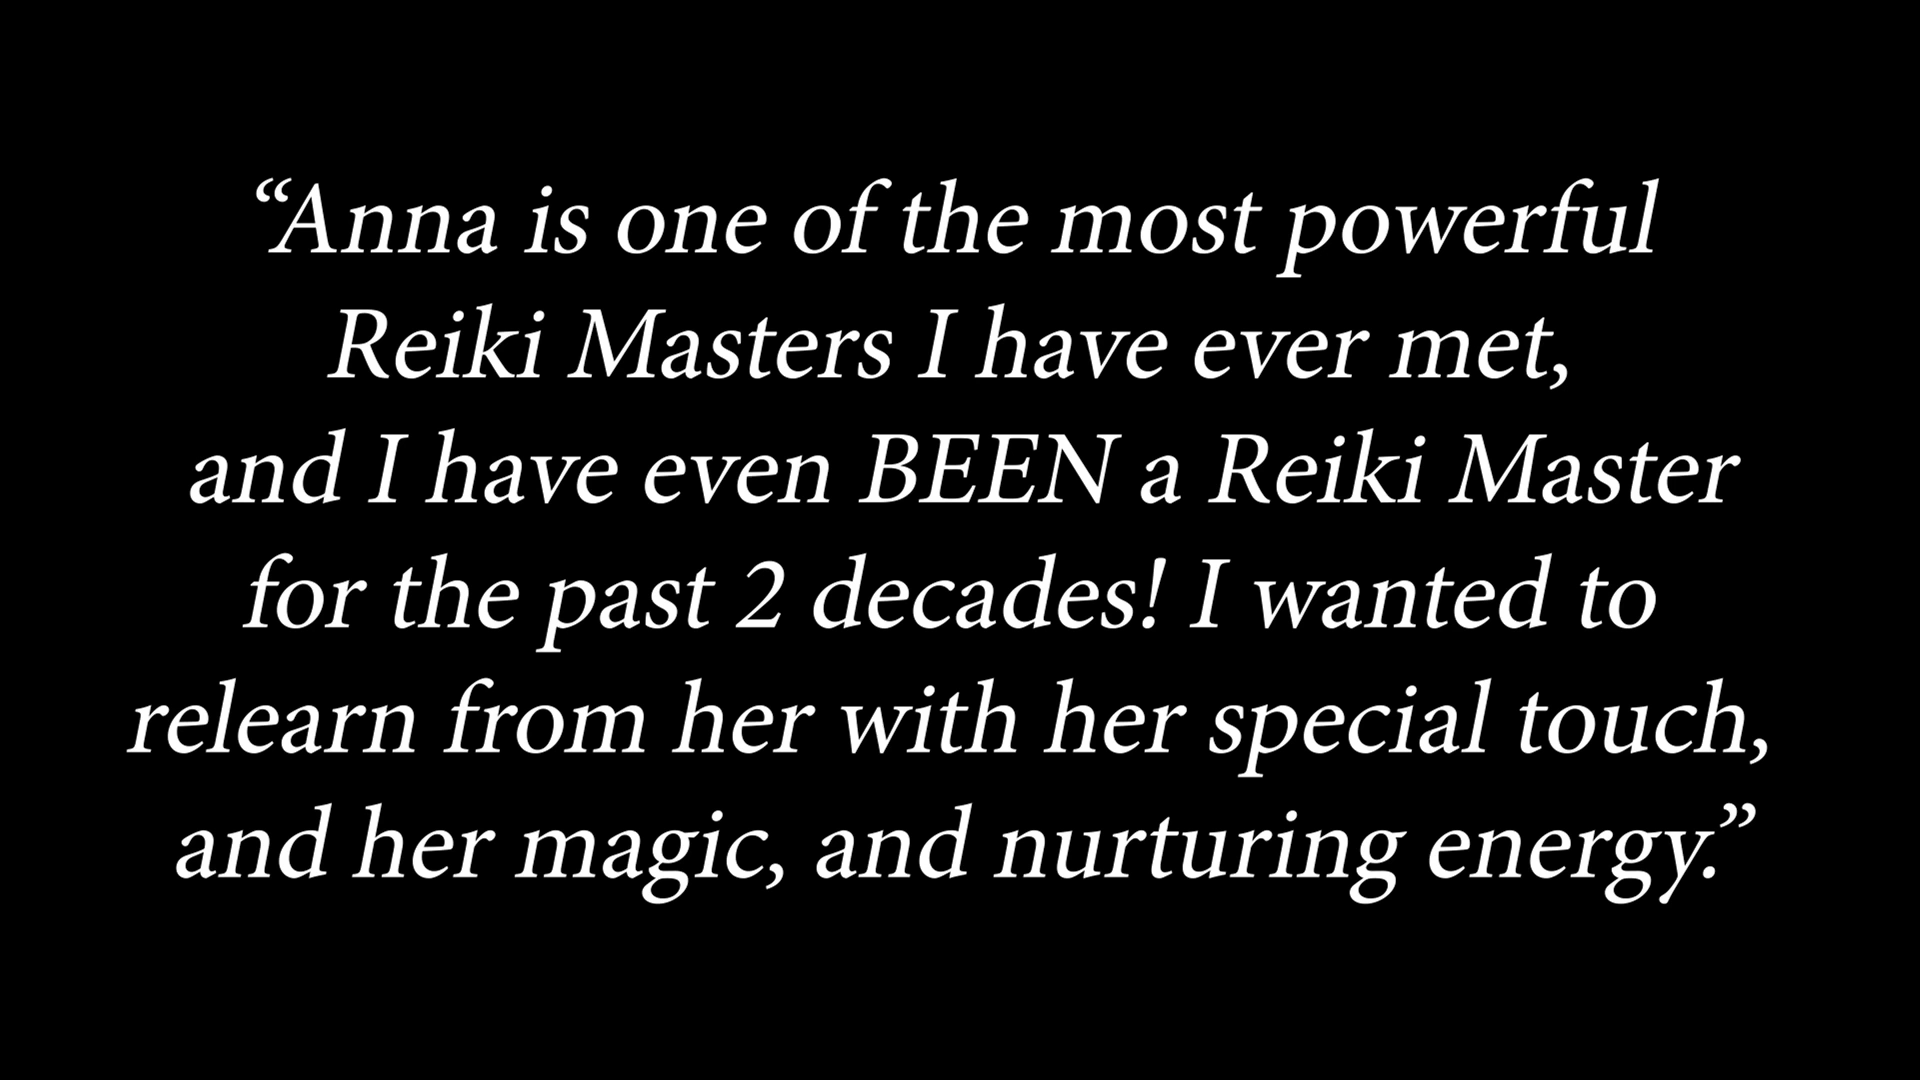 “Anna is one of the most powerful
Reiki Masters I have ever met,
and I have even BEEN a Reiki Master
for the past 2 decades! I wanted to
relearn from her with her special touch,
and her magic, and nurturing energy.”